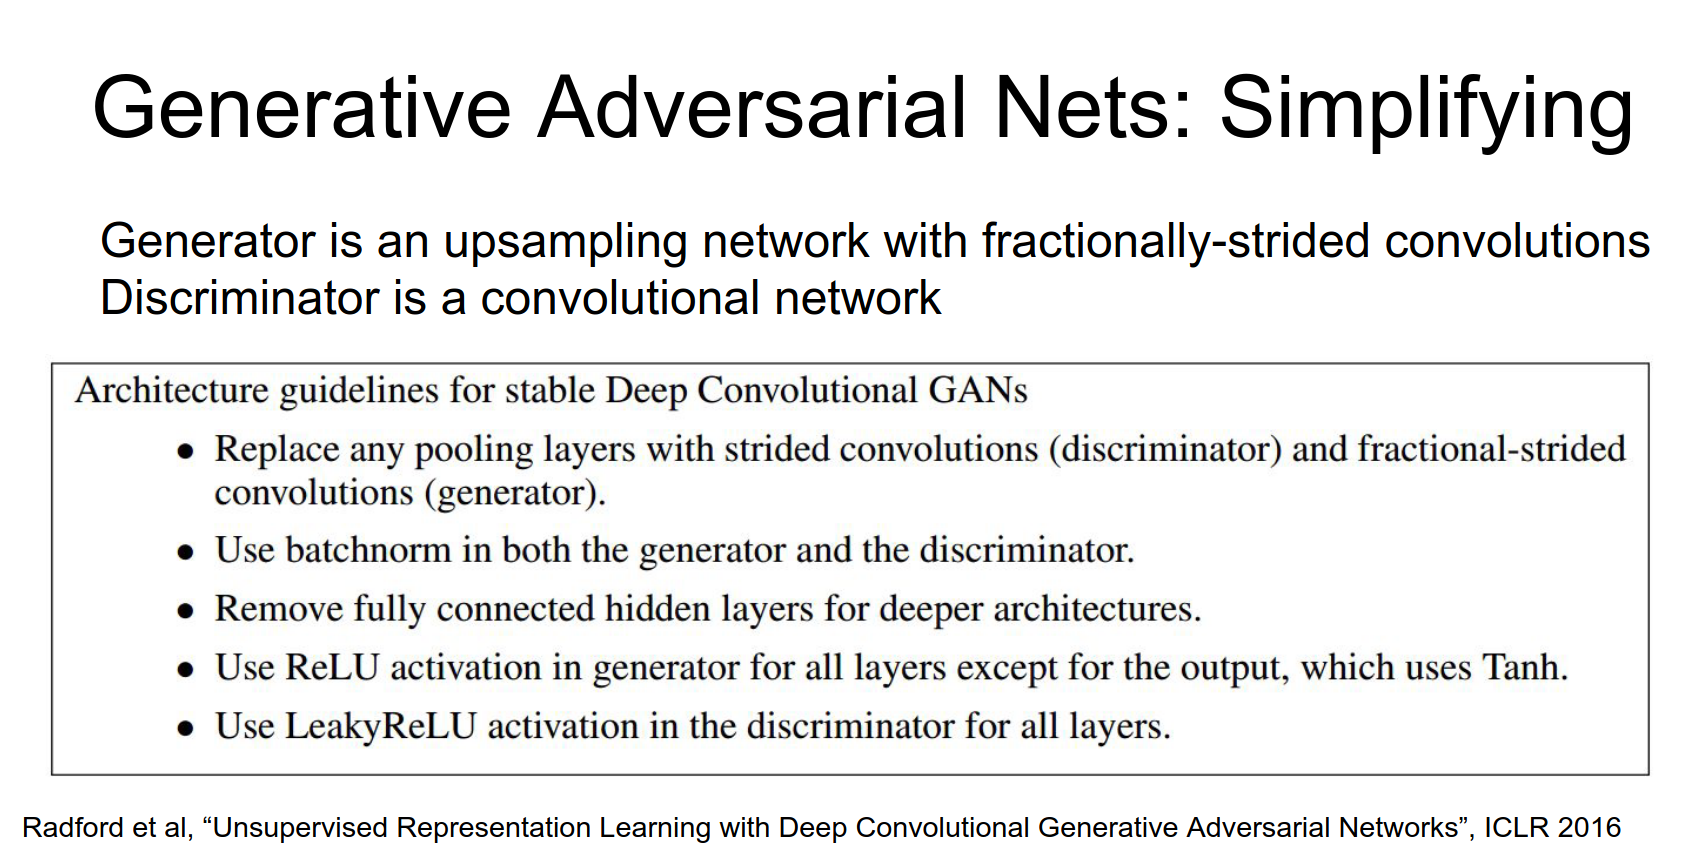 Generative Adversarial Nets: Simplifying
Generator is an upsampling network with fractionally-strided convolutions
Discriminator is a convolutional network
Architecture guidelines for stable Deep Convolutional GANs
• Replace any pooling layers with strided convolutions (discriminator) and fractional-strided
convolutions (generator).
• Use batchnorm in both the generator and the discriminator.
• Remove fully connected hidden layers for deeper architectures.
• Use ReLU activation in generator for all layers except for the output, which uses Tanh.
• Use LeakyReLU activation in the discriminator for all layers.
Radford et al, “Unsupervised Representation Learning with Deep Convolutional Generative Adversarial Networks”, ICLR 2016